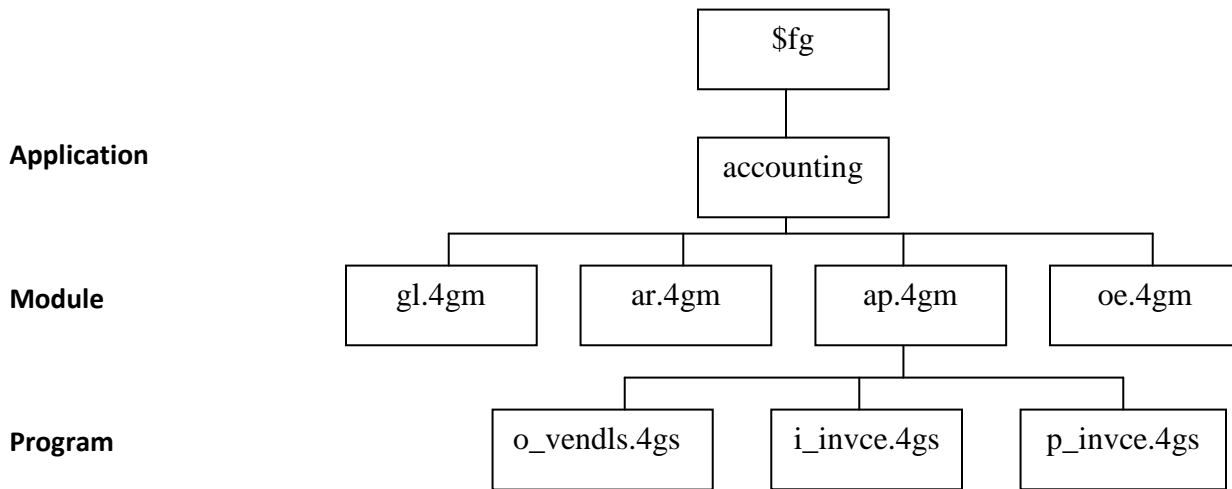 $fg
Application
accounting
Module
gl.4gm
ar.4gm
ap.4gm
oe.4gm
Program
o_vendls.4gs
i_invce.4gs
p_invce.4gs